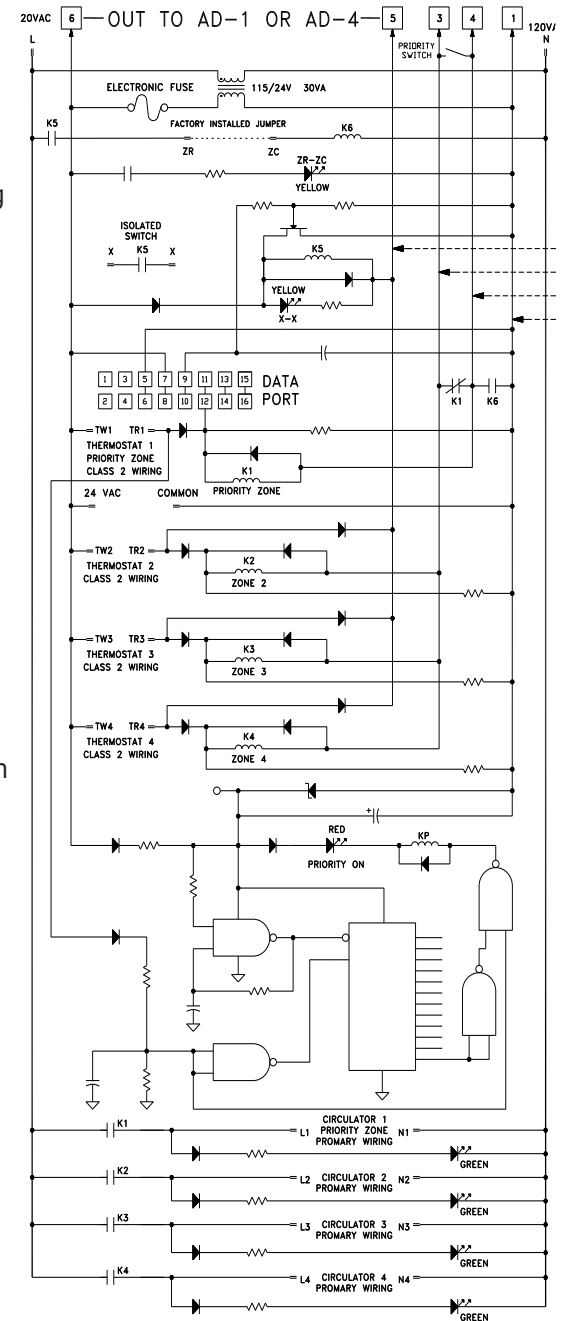 20VAC 6 OUT TO AD-1 OR AD-4 5 3 4 1 120V
L N
PRIORITY
SWITCH
ELECTRONIC FUSE 115/24V 30VA
K5 FACTORY INSTALLED JUMPER K6
ZR ZC
ZR-ZC
YELLOW
g
ISOLATED
SWITCH
X K5 X
K5
YELLOW
X-X
1 3 5 7 9 11 13 15 DATA
2 4 6 8 10 12 14 16 PORT
K1 K6
TW1 TR1
THERMOSTAT 1
PRIORITY ZONE
CLASS 2 WIRING
K1
PRIORITY ZONE
24 VAC COMMON
TW2 TR2
THERMOSTAT 2
CLASS 2 WIRING
K2
ZONE 2
TW3 TR3
THERMOSTAT 3
CLASS 2 WIRING
K3
ZONE 3
TW4 TR4
THERMOSTAT 4
CLASS 2 WIRING
K4
ZONE 4
n
+
RED
PRIORITY ON
KP
K1
L1 CIRCULATOR 1 N1
PRIORITY ZONE
PROMARY WIRING
GREEN
K2
L2 CIRCULATOR 2 N2
PROMARY WIRING
GREEN
K3
L3 CIRCULATOR 3 N3
PROMARY WIRING
GREEN
K4
L4 CIRCULATOR 4 N4
PROMARY WIRING
GREEN